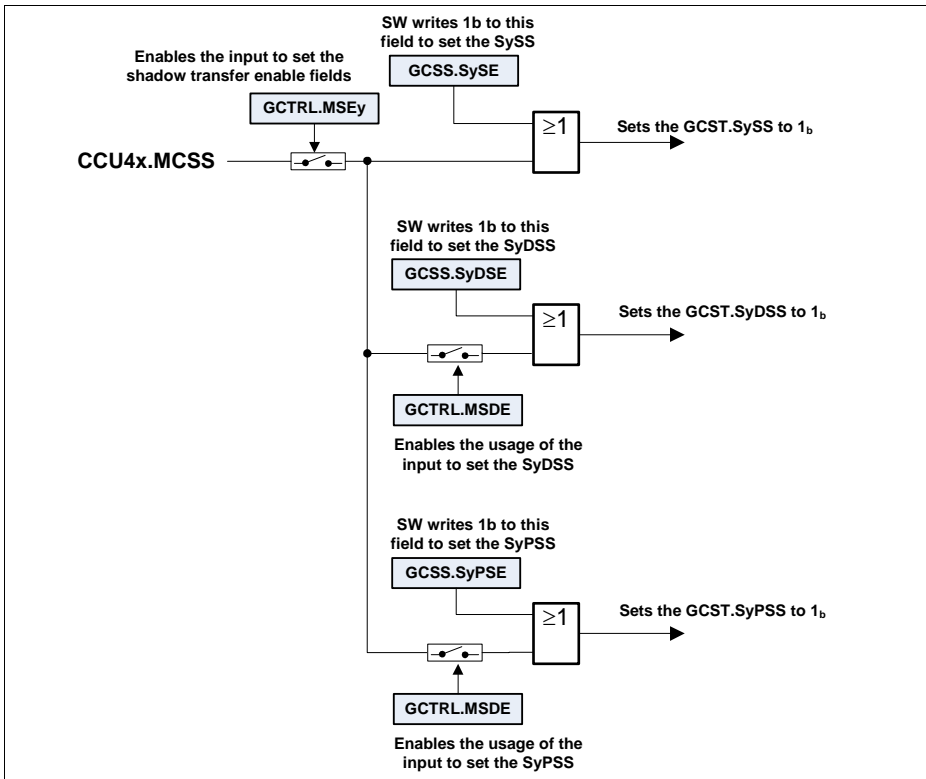 SW writes 1b to this
field to set the SySS
Enables the input to set the
shadow transfer enable fields
GCSS.SySE
GCTRL.MSEy
≥1
Sets the GCST.SySS to 1b
CCU4x.MCSS
SW writes 1b to this
field to set the SyDSS
GCSS.SyDSE
≥1
Sets the GCST.SyDSS to 1b
GCTRL.MSDE
Enables the usage of the
input to set the SyDSS
SW writes 1b to this
field to set the SyPSS
GCSS.SyPSE
≥1
Sets the GCST.SyPSS to 1b
GCTRL.MSDE
Enables the usage of the
input to set the SyPSS